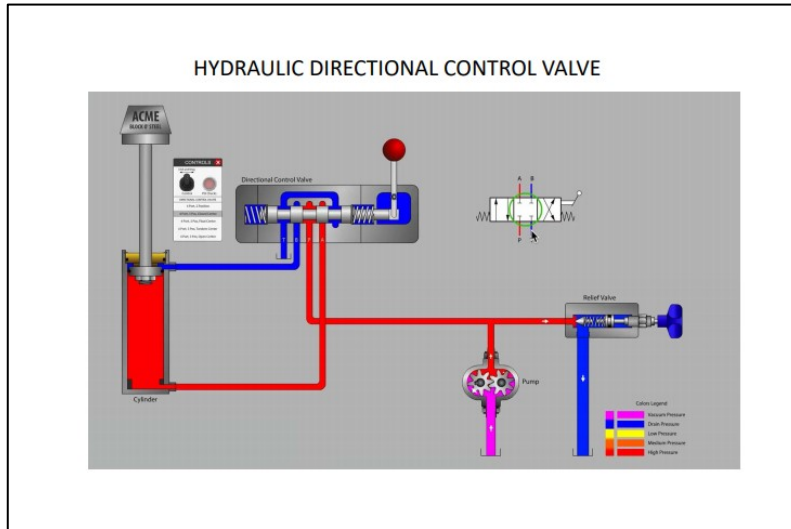 HYDRAULIC DIRECTIONAL CONTROL VALVE
ACME
BLOCK O' STEEL
CONTROLS
Directional Control Valve
T B P A
A B
P
Relief Valve
Pump
Cylinder
Colors Legend
Vacuum Pressure
Drain Pressure
Low Pressure
Medium Pressure
High Pressure